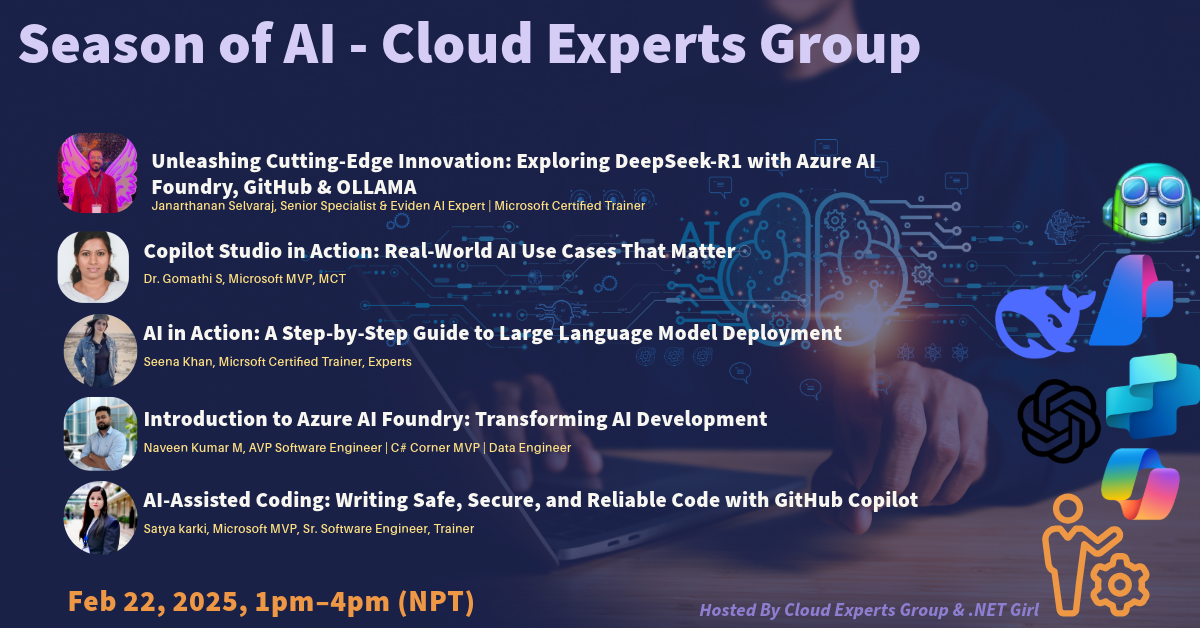 Season of AI - Cloud Experts Group
Unleashing Cutting-Edge Innovation: Exploring DeepSeek-R1 with Azure AI
Foundry, GitHub & OLLAMA
Janarthanan Selvaraj, Senior Specialist & Eviden AI Expert | Microsoft Certified Trainer
AI
Copilot Studio in Action: Real-World AI Use Cases That Matter
Dr. Gomathi S, Microsoft MVP, MCT
AI in Action: A Step-by-Step Guide to Large Language Model Deployment
Seena Khan, Micrsoft Certified Trainer, Experts
Introduction to Azure AI Foundry: Transforming AI Development
Naveen Kumar M, AVP Software Engineer | C# Corner MVP | Data Engineer
AI-Assisted Coding: Writing Safe, Secure, and Reliable Code with GitHub Copilot
Satya karki, Microsoft MVP, Sr. Software Engineer, Trainer
Feb 22, 2025, 1pm–4pm (NPT)
Hosted By Cloud Experts Group & .NET Girl